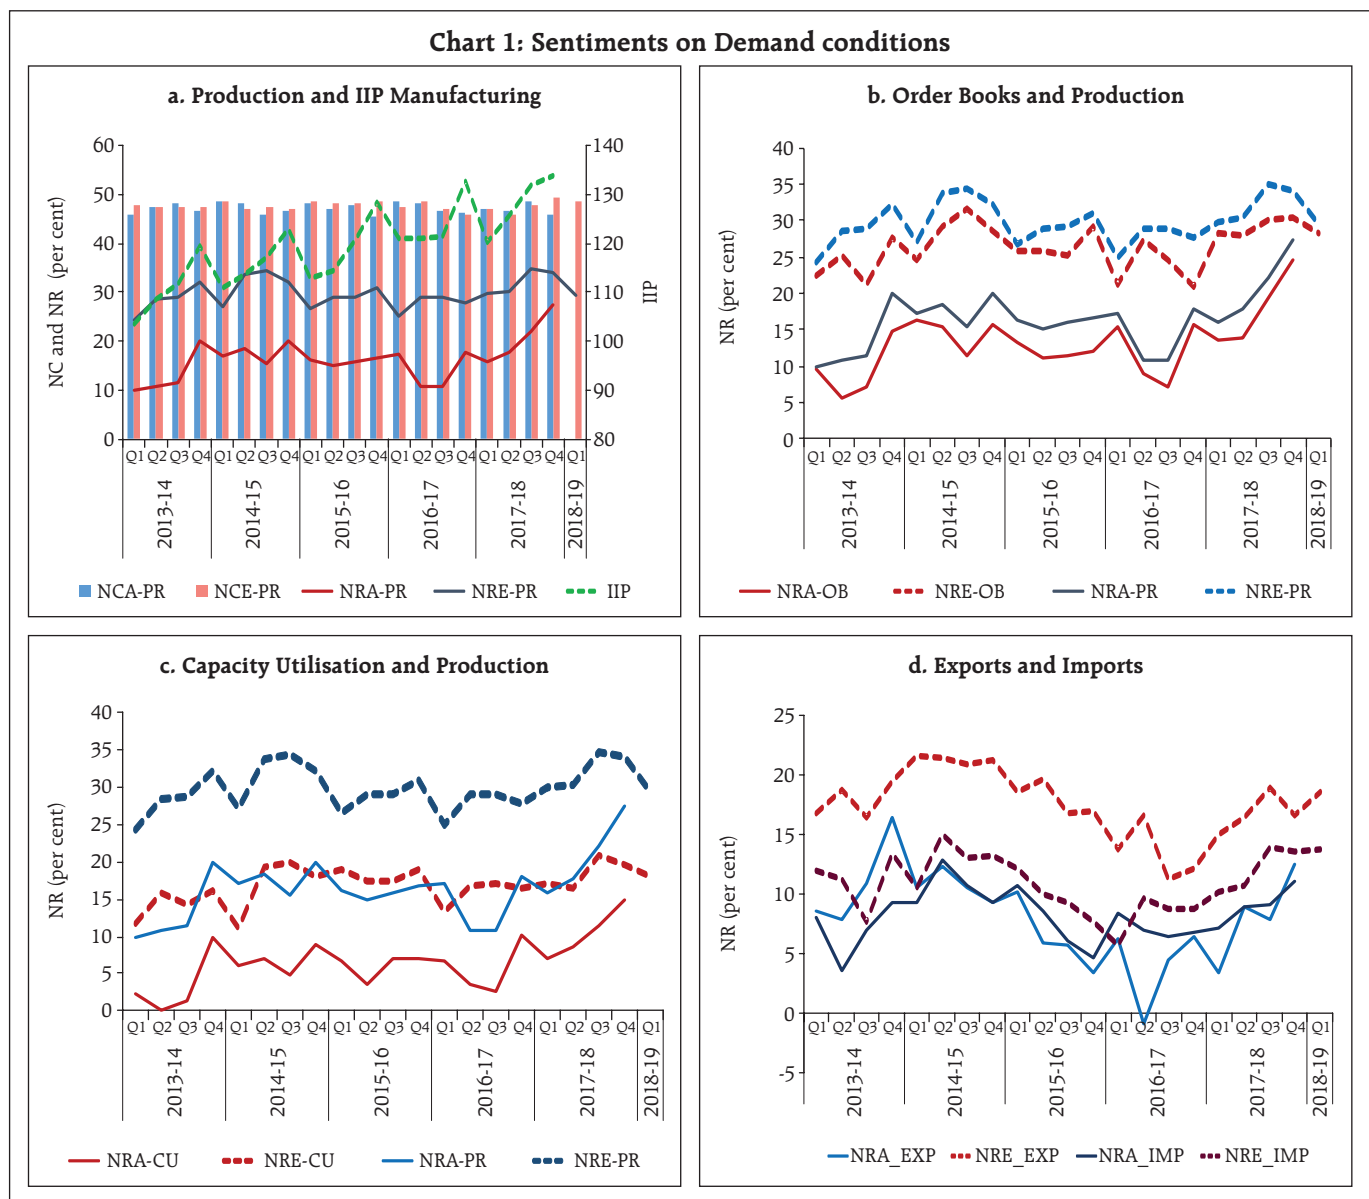 Chart 1: Sentiments on Demand conditions
a. Production and IIP Manufacturing
60
50
40
30
20
10
0
NC and NR (per cent)
140
130
120
110
100
90
80
IIP
Q1 Q2 Q3 Q4 Q1 Q2 Q3 Q4 Q1 Q2 Q3 Q4 Q1 Q2 Q3 Q4 Q1 Q2 Q3 Q4 Q1
2013-14 2014-15 2015-16 2016-17 2017-18 2018-19
NCA-PR NCE-PR NRA-PR NRE-PR IIP
b. Order Books and Production
40
35
30
25
20
15
10
5
0
NR (per cent)
Q1 Q2 Q3 Q4 Q1 Q2 Q3 Q4 Q1 Q2 Q3 Q4 Q1 Q2 Q3 Q4 Q1 Q2 Q3 Q4 Q1
2013-14 2014-15 2015-16 2016-17 2017-18 2018-19
NRA-OB NRE-OB NRA-PR NRE-PR
c. Capacity Utilisation and Production
40
35
30
25
20
15
10
5
0
NR (per cent)
Q1 Q2 Q3 Q4 Q1 Q2 Q3 Q4 Q1 Q2 Q3 Q4 Q1 Q2 Q3 Q4 Q1 Q2 Q3 Q4 Q1
2013-14 2014-15 2015-16 2016-17 2017-18 2018-19
NRA-CU NRE-CU NRA-PR NRE-PR
d. Exports and Imports
25
20
15
10
5
0
-5
NR (per cent)
Q1 Q2 Q3 Q4 Q1 Q2 Q3 Q4 Q1 Q2 Q3 Q4 Q1 Q2 Q3 Q4 Q1 Q2 Q3 Q4 Q1
2013-14 2014-15 2015-16 2016-17 2017-18 2018-19
NRA_EXP NRE_EXP NRA_IMP NRE_IMP